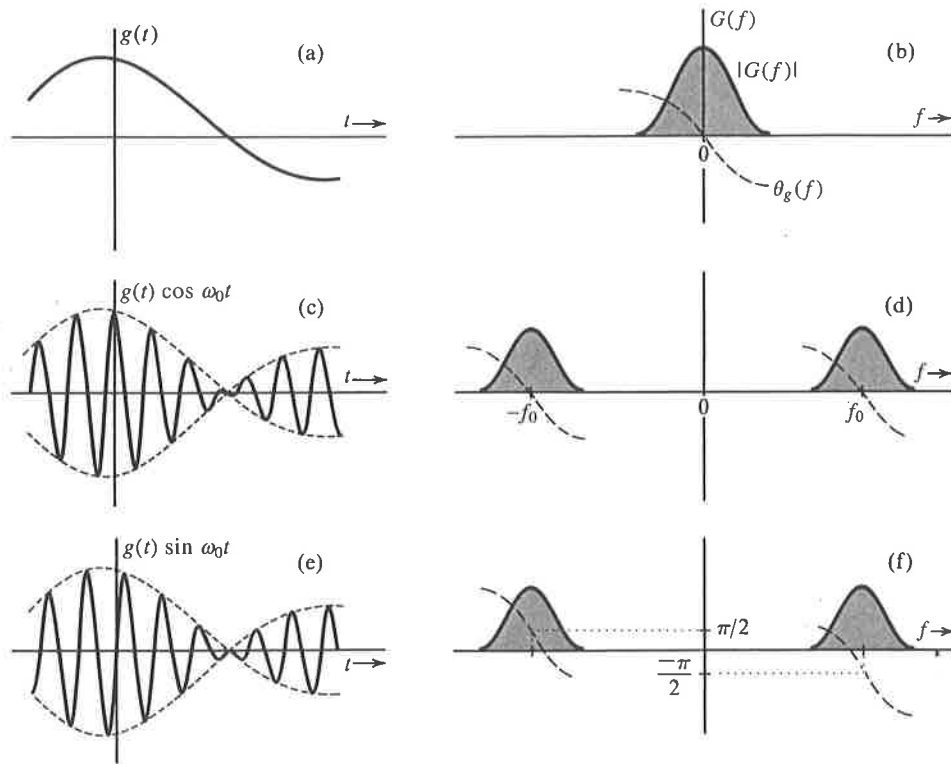 g(t)
(a)
t→
G(f)
(b)
|G(f)|
f→
0
θg(f)
g(t) cos ω0t
(c)
t→
(d)
f→
−f0
0
f0
g(t) sin ω0t
(e)
t→
(f)
π/2
f→
−π
2